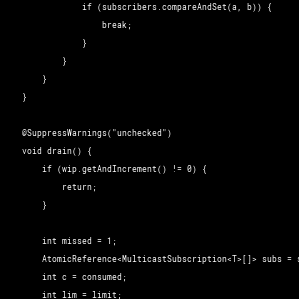 if (subscribers.compareAndSet(a, b)) {
break;
}
}
}
}
@SuppressWarnings("unchecked")
void drain() {
if (wip.getAndIncrement() != 0) {
return;
}
int missed = 1;
AtomicReference<MulticastSubscription<T>[]> subs =
int c = consumed;
int lim = limit;